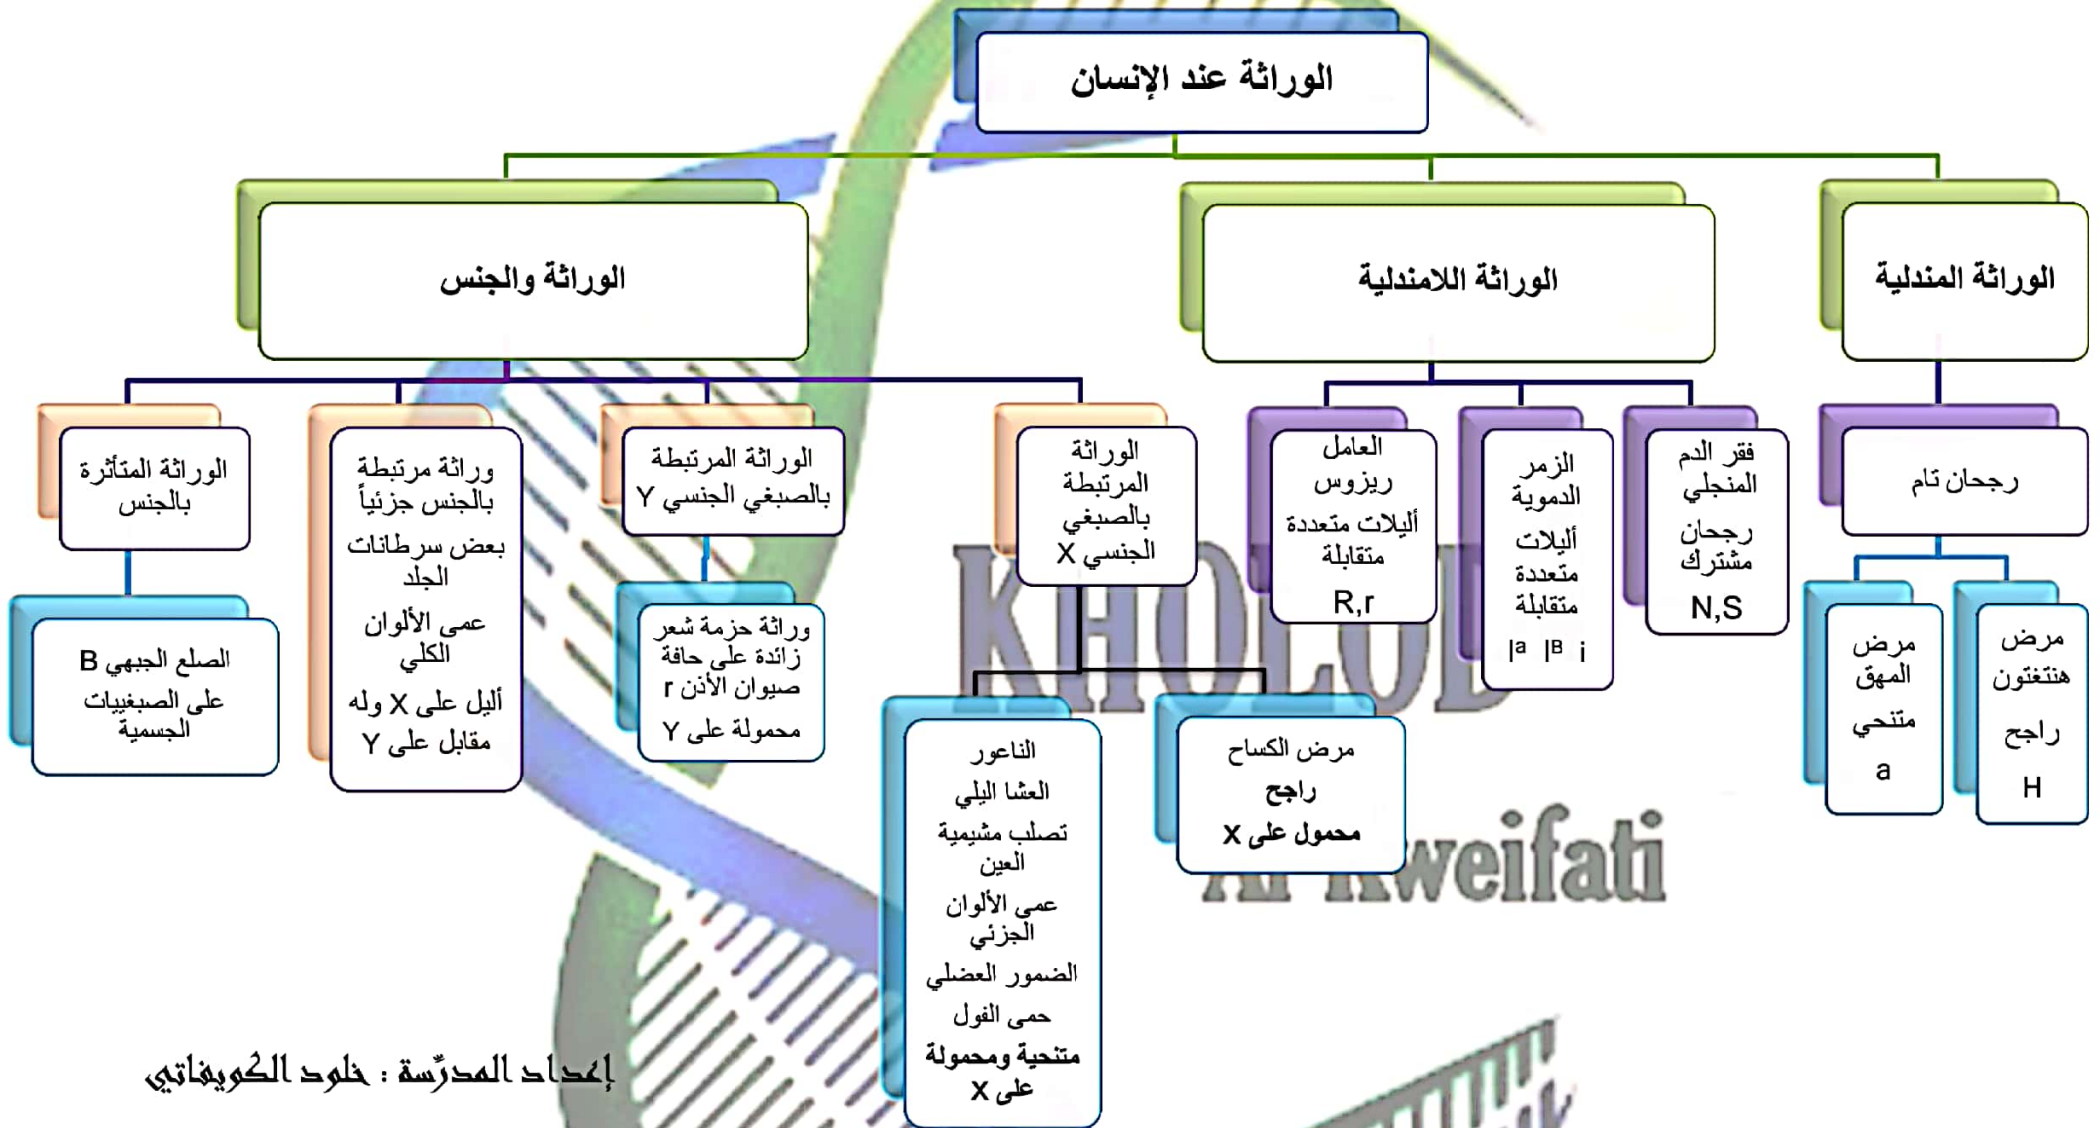 الوراثة عند الإنسان
الوراثة المندلية
الوراثة اللامندلية
الوراثة والجنس
رجحان تام
مرض
هنتغتون
راجح
H
مرض
المهق
متنحي
a
فقر الدم
المنجلي
رجحان
مشترك
N,S
الزمر
الدموية
أليلات
متعددة
متقابلة
Iᵃ Iᴮ i
العامل
ريزوس
أليلات متعددة
متقابلة
R,r
الوراثة
المرتبطة
بالصبغي
الجنسي X
مرض الكساح
راجح
محمول على X
الناعور
العشا اليلي
تصلب مشيمية
العين
عمى الألوان
الجزئي
الضمور العضلي
حمى الفول
متنحية ومحمولة
على X
الوراثة المرتبطة
بالصبغي الجنسي Y
وراثة حزمة شعر
زائدة على حافة
صيوان الأذن r
محمولة على Y
وراثة مرتبطة
بالجنس جزئياً
بعض سرطانات
الجلد
عمى الألوان
الكلي
أليل على X وله
مقابل على Y
الوراثة المتأثرة
بالجنس
الصلع الجبهي B
على الصبغييات
الجسمية
KHOLOD
Al Kweifati
إعداد المدرِّسة : خلود الكويفاتي